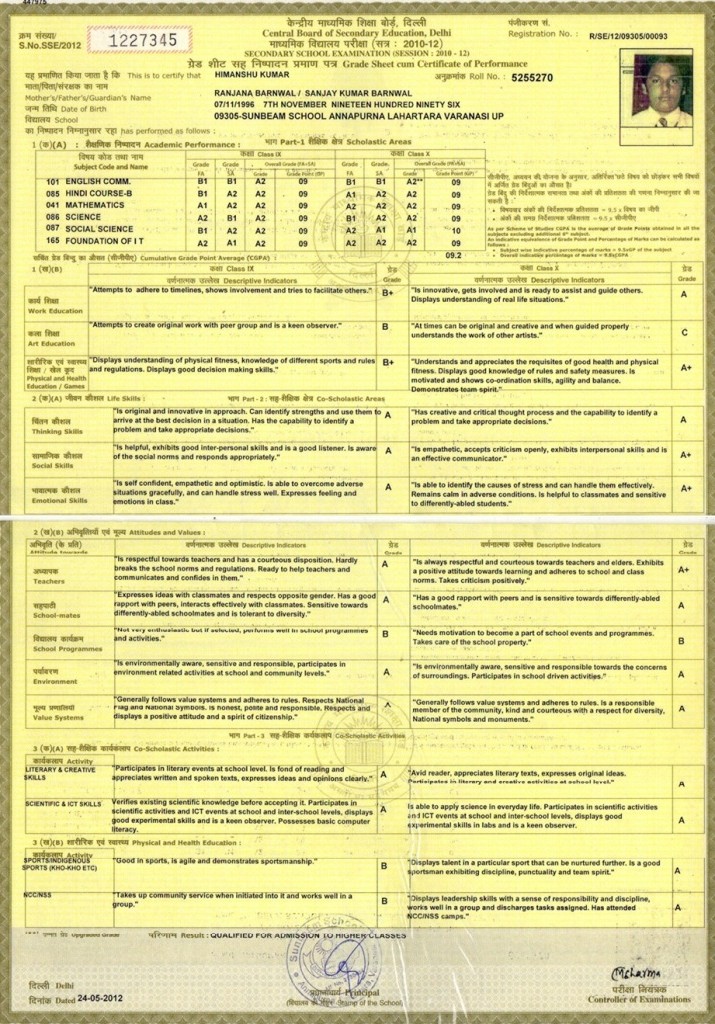 447975
केन्द्रीय माध्यमिक शिक्षा बोर्ड, दिल्ली
Central Board of Secondary Education, Delhi
क्रम संख्या/
S.No.SSE/2012
1227345
पंजीकरण सं.
Registration No. : R/SE/12/09305/00093
माध्यमिक विद्यालय परीक्षा (सत्र : 2010-12)
SECONDARY SCHOOL EXAMINATION (SESSION : 2010 - 12)
ग्रेड शीट सह निष्पादन प्रमाण पत्र Grade Sheet cum Certificate of Performance
यह प्रमाणित किया जाता है कि This is to certify that HIMANSHU KUMAR
अनुक्रमांक Roll No. : 5255270
माता/पिता/संरक्षक का नाम
Mother's/Father's/Guardian's Name RANJANA BARNWAL / SANJAY KUMAR BARNWAL
जन्म तिथि Date of Birth 07/11/1996 7TH NOVEMBER NINETEEN HUNDRED NINETY SIX
विद्यालय School 09305-SUNBEAM SCHOOL ANNAPURNA LAHARTARA VARANASI UP
का निष्पादन निम्नानुसार रहा has performed as follows :
1 (क)(A) : शैक्षणिक निष्पादन Academic Performance : भाग Part-1 शैक्षिक क्षेत्र Scholastic Areas
विषय कोड तथा नाम
Subject Code and Name
कक्षा Class IX कक्षा Class X
Grade FA Grade SA Overall Grade (FA+SA) Grade Grade Point (GP) Grade FA Grade SA Overall Grade (FA+SA) Grade Grade Point (GP)
101 ENGLISH COMM. B1 B1 A2 09 B1 B1 A2** 09
085 HINDI COURSE-B B1 A2 A2 09 A1 A2 A2 09
041 MATHEMATICS A2 A2 A2 09 B1 A2 A2 09
086 SCIENCE A2 B1 A2 09 B1 A2 A2 09
087 SOCIAL SCIENCE B1 A2 A2 09 A2 A1 A1 10
165 FOUNDATION OF I T A2 A1 A2 09 A2 A2 A2 09
As per Scheme of Studies CGPA is the average of Grade Points obtained in all the subjects excluding additional 6th subject.
An indicative equivalence of Grade Point and Percentage of Marks can be calculated as follows :
• Subject wise indicative percentage of marks = 9.5xGP of the subject
• Overall indicative percentage of marks = 9.5xCGPA
संचित ग्रेड बिन्दु का औसत (सीजीपीए) Cumulative Grade Point Average (CGPA) 09.2
1 (ख)(B) कक्षा Class IX ग्रेड Grade कक्षा Class X ग्रेड Grade
वर्णनात्मक उल्लेख Descriptive Indicators वर्णनात्मक उल्लेख Descriptive Indicators
कार्य शिक्षा
Work Education
"Attempts to adhere to timelines, shows involvement and tries to facilitate others." B+
"Is innovative, gets involved and is ready to assist and guide others.
Displays understanding of real life situations." A
कला शिक्षा
Art Education
"Attempts to create original work with peer group and is a keen observer." B
"At times can be original and creative and when guided properly
understands the work of other artists." C
शारीरिक एवं स्वास्थ्य
शिक्षा / खेल कूद
Physical and Health
Education / Games
"Displays understanding of physical fitness, knowledge of different sports and rules
and regulations. Displays good decision making skills." B+
"Understands and appreciates the requisites of good health and physical
fitness. Displays good knowledge of rules and safety measures. Is
motivated and shows co-ordination skills, agility and balance.
Demonstrates team spirit." A+
2 (क)(A) जीवन कौशल Life Skills : भाग Part - 2 : सह-शैक्षिक क्षेत्र Co-Scholastic Areas
चिंतन कौशल
Thinking Skills
"Is original and innovative in approach. Can identify strengths and use them to
arrive at the best decision in a situation. Has the capability to identify a
problem and take appropriate decisions." A
"Has creative and critical thought process and the capability to identify a
problem and take appropriate decisions." A
सामाजिक कौशल
Social Skills
"Is helpful, exhibits good inter-personal skills and is a good listener. Is aware
of the social norms and responds appropriately." A
"Is empathetic, accepts criticism openly, exhibits interpersonal skills and is
an effective communicator." A+
भावात्मक कौशल
Emotional Skills
"Is self confident, empathetic and optimistic. Is able to overcome adverse
situations gracefully, and can handle stress well. Expresses feeling and
emotions in class." A
"Is able to identify the causes of stress and can handle them effectively.
Remains calm in adverse conditions. Is helpful to classmates and sensitive
to differently-abled students." A+
2 (ख)(B) अभिवृत्तियाँ एवं मूल्य Attitudes and Values :
अभिवृति (के प्रति)
Attitude towards
वर्णनात्मक उल्लेख Descriptive Indicators ग्रेड Grade वर्णनात्मक उल्लेख Descriptive Indicators ग्रेड Grade
अध्यापक
Teachers
"Is respectful towards teachers and has a courteous disposition. Hardly
breaks the school norms and regulations. Ready to help teachers and
communicates and confides in them." A
"Is always respectful and courteous towards teachers and elders. Exhibits
a positive attitude towards learning and adheres to school and class
norms. Takes criticism positively." A+
सहपाठी
School-mates
"Expresses ideas with classmates and respects opposite gender. Has a good
rapport with peers, interacts effectively with classmates. Sensitive towards
differently-abled schoolmates and is tolerant to diversity." A
"Has a good rapport with peers and is sensitive towards differently-abled
schoolmates." A
विद्यालय कार्यक्रम
School Programmes
"Not very enthusiastic but if selected, performs well in school programmes
and activities." B
"Needs motivation to become a part of school events and programmes.
Takes care of the school property." B
पर्यावरण
Environment
"Is environmentally aware, sensitive and responsible, participates in
environment related activities at school and community levels." A
"Is environmentally aware, sensitive and responsible towards the concerns
of surroundings. Participates in school driven activities." A
मूल्य प्रणालियां
Value Systems
"Generally follows value systems and adheres to rules. Respects National
Flag and National Symbols. Is honest, polite and responsible. Respects and
displays a positive attitude and a spirit of citizenship." A
"Generally follows value systems and adheres to rules. Is a responsible
member of the community, kind and courteous with a respect for diversity,
National symbols and monuments." A
भाग Part - 3 सह शैक्षिक कार्यकलाप Co-Scholastic Activities
3 (क)(A) सह-शैक्षिक कार्यकलाप Co-Scholastic Activities :
कार्यकलाप Activity
LITERARY & CREATIVE
SKILLS
"Participates in literary events at school level. Is fond of reading and
appreciates written and spoken texts, expresses ideas and opinions clearly." A
"Avid reader, appreciates literary texts, expresses original ideas.
Participates in literary and creative activities at school level." A
SCIENTIFIC & ICT SKILLS
Verifies existing scientific knowledge before accepting it. Participates in
scientific activities and ICT events at school and inter-school levels, displays
good experimental skills and is a keen observer. Possesses basic computer
literacy. A
Is able to apply science in everyday life. Participates in scientific activities
and ICT events at school and inter-school levels, displays good
experimental skills in labs and is a keen observer. A
3 (ख)(B) शारीरिक एवं स्वास्थ्य शिक्षा Physical and Health Education :
कार्यकलाप Activity
SPORTS/INDIGENOUS
SPORTS (KHO-KHO ETC)
"Good in sports, is agile and demonstrates sportsmanship." B
"Displays talent in a particular sport that can be nurtured further. Is a good
sportsman exhibiting discipline, punctuality and team spirit." A
NCC/NSS
"Takes up community service when initiated into it and works well in a
group." B
"Displays leadership skills with a sense of responsibility and discipline,
works well in a group and discharges tasks assigned. Has attended
NCC/NSS camps." A
Upgraded Grade परिणाम Result : QUALIFIED FOR ADMISSION TO HIGHER CLASSES
दिल्ली Delhi
दिनांक Dated 24-05-2012
Principal
(Stamp of the School)
परीक्षा नियंत्रक
Controller of Examinations